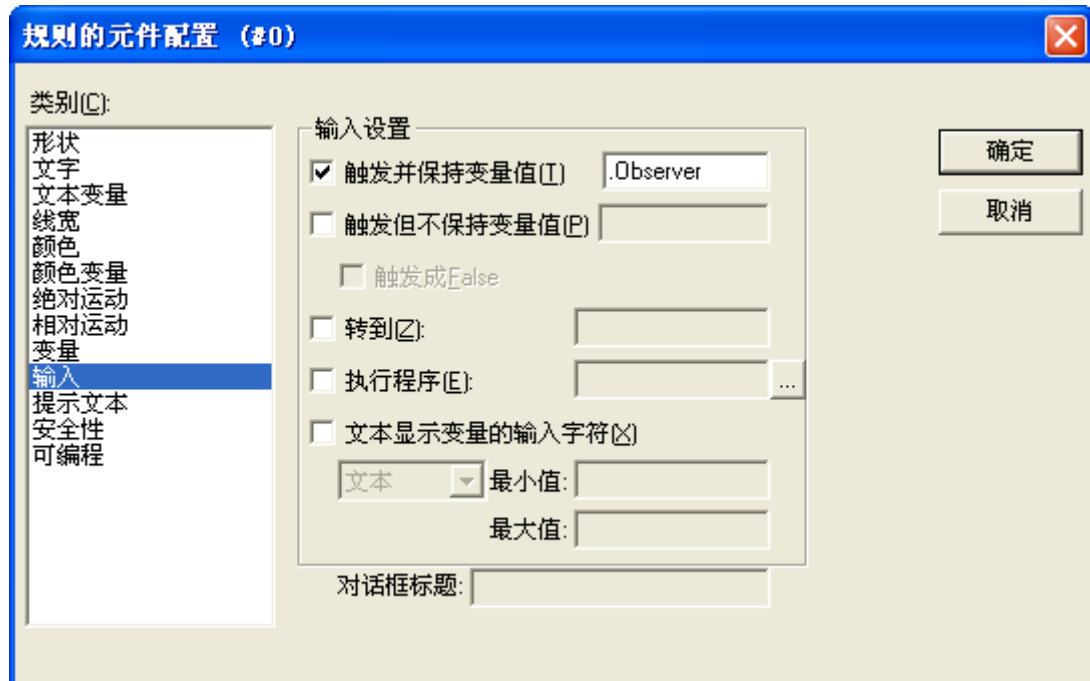 规则的元件配置 (#0)
类别(C):
形状
文字
文本变量
线宽
颜色
颜色变量
绝对运动
相对运动
变量
输入
提示文本
安全性
可编程
输入设置
触发并保持变量值(T) .Observer
触发但不保持变量值(P)
触发成False
转到(Z):
执行程序(E): ...
文本显示变量的输入字符(X)
文本 最小值:
最大值:
对话框标题:
确定
取消